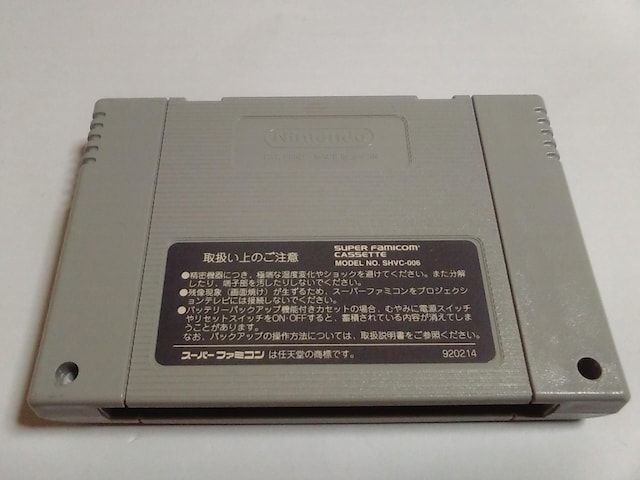 Nintendo
取扱い上のご注意
SUPER FAMICOM
CASSETTE
MODEL NO. SHVC-006
●精密機器につき、極端な温度変化やショックを避けてください。また分解
したり、端子部を汚したりしないでください。
●残像現象（画面焼け）が生ずるため、スーパーファミコンをプロジェクシ
ョンテレビには接続しないでください。
●バッテリーバックアップ機能付きカセットの場合、むやみに電源スイッチ
やリセットスイッチをON・OFFすると、蓄積されている内容が消えてしま
うことがあります。
なお、バックアップの操作方法については、取扱説明書をご参照ください。
スーパーファミコンは任天堂の商標です。
920214